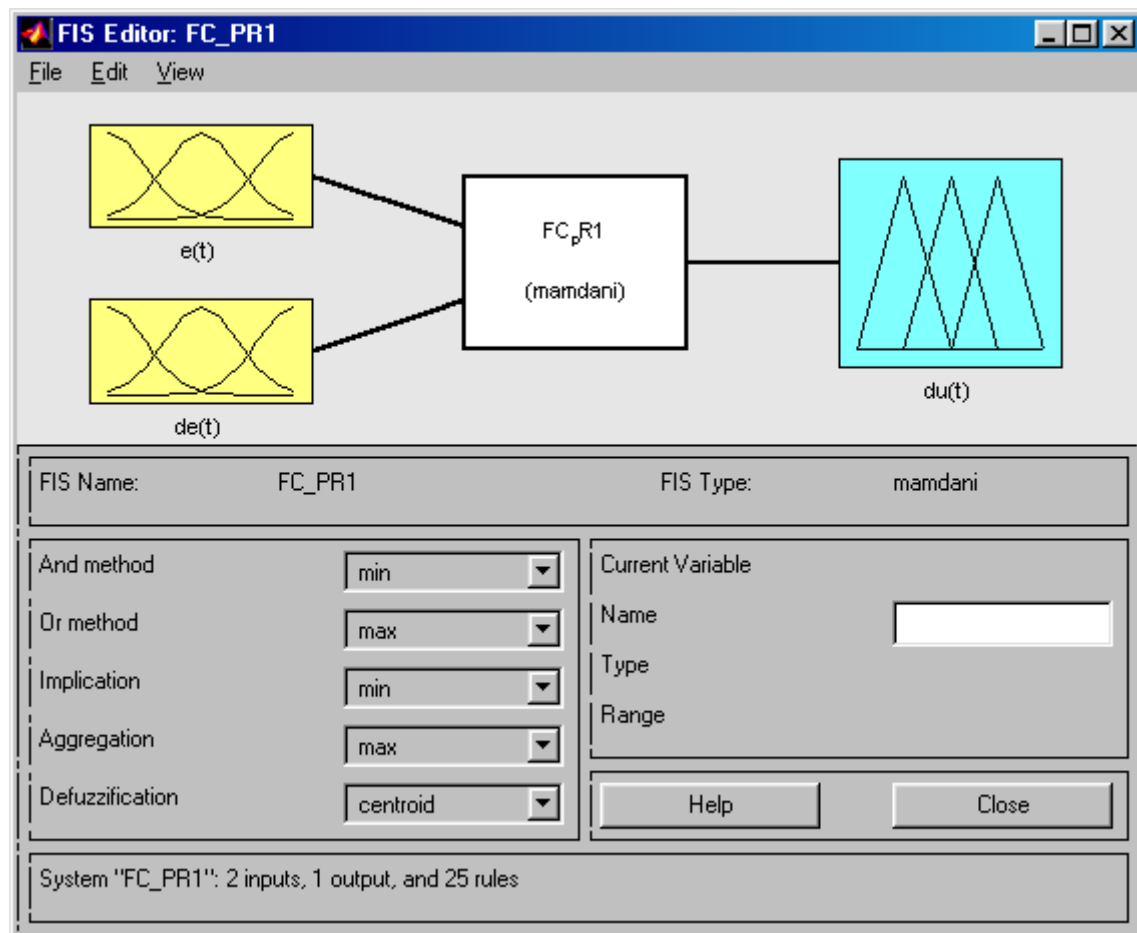 FIS Editor: FC_PR1
File Edit View
e(t)
de(t)
FCpR1
(mamdani)
du(t)
FIS Name: FC_PR1 FIS Type: mamdani
And method min
Or method max
Implication min
Aggregation max
Defuzzification centroid
Current Variable
Name
Type
Range
Help Close
System "FC_PR1": 2 inputs, 1 output, and 25 rules